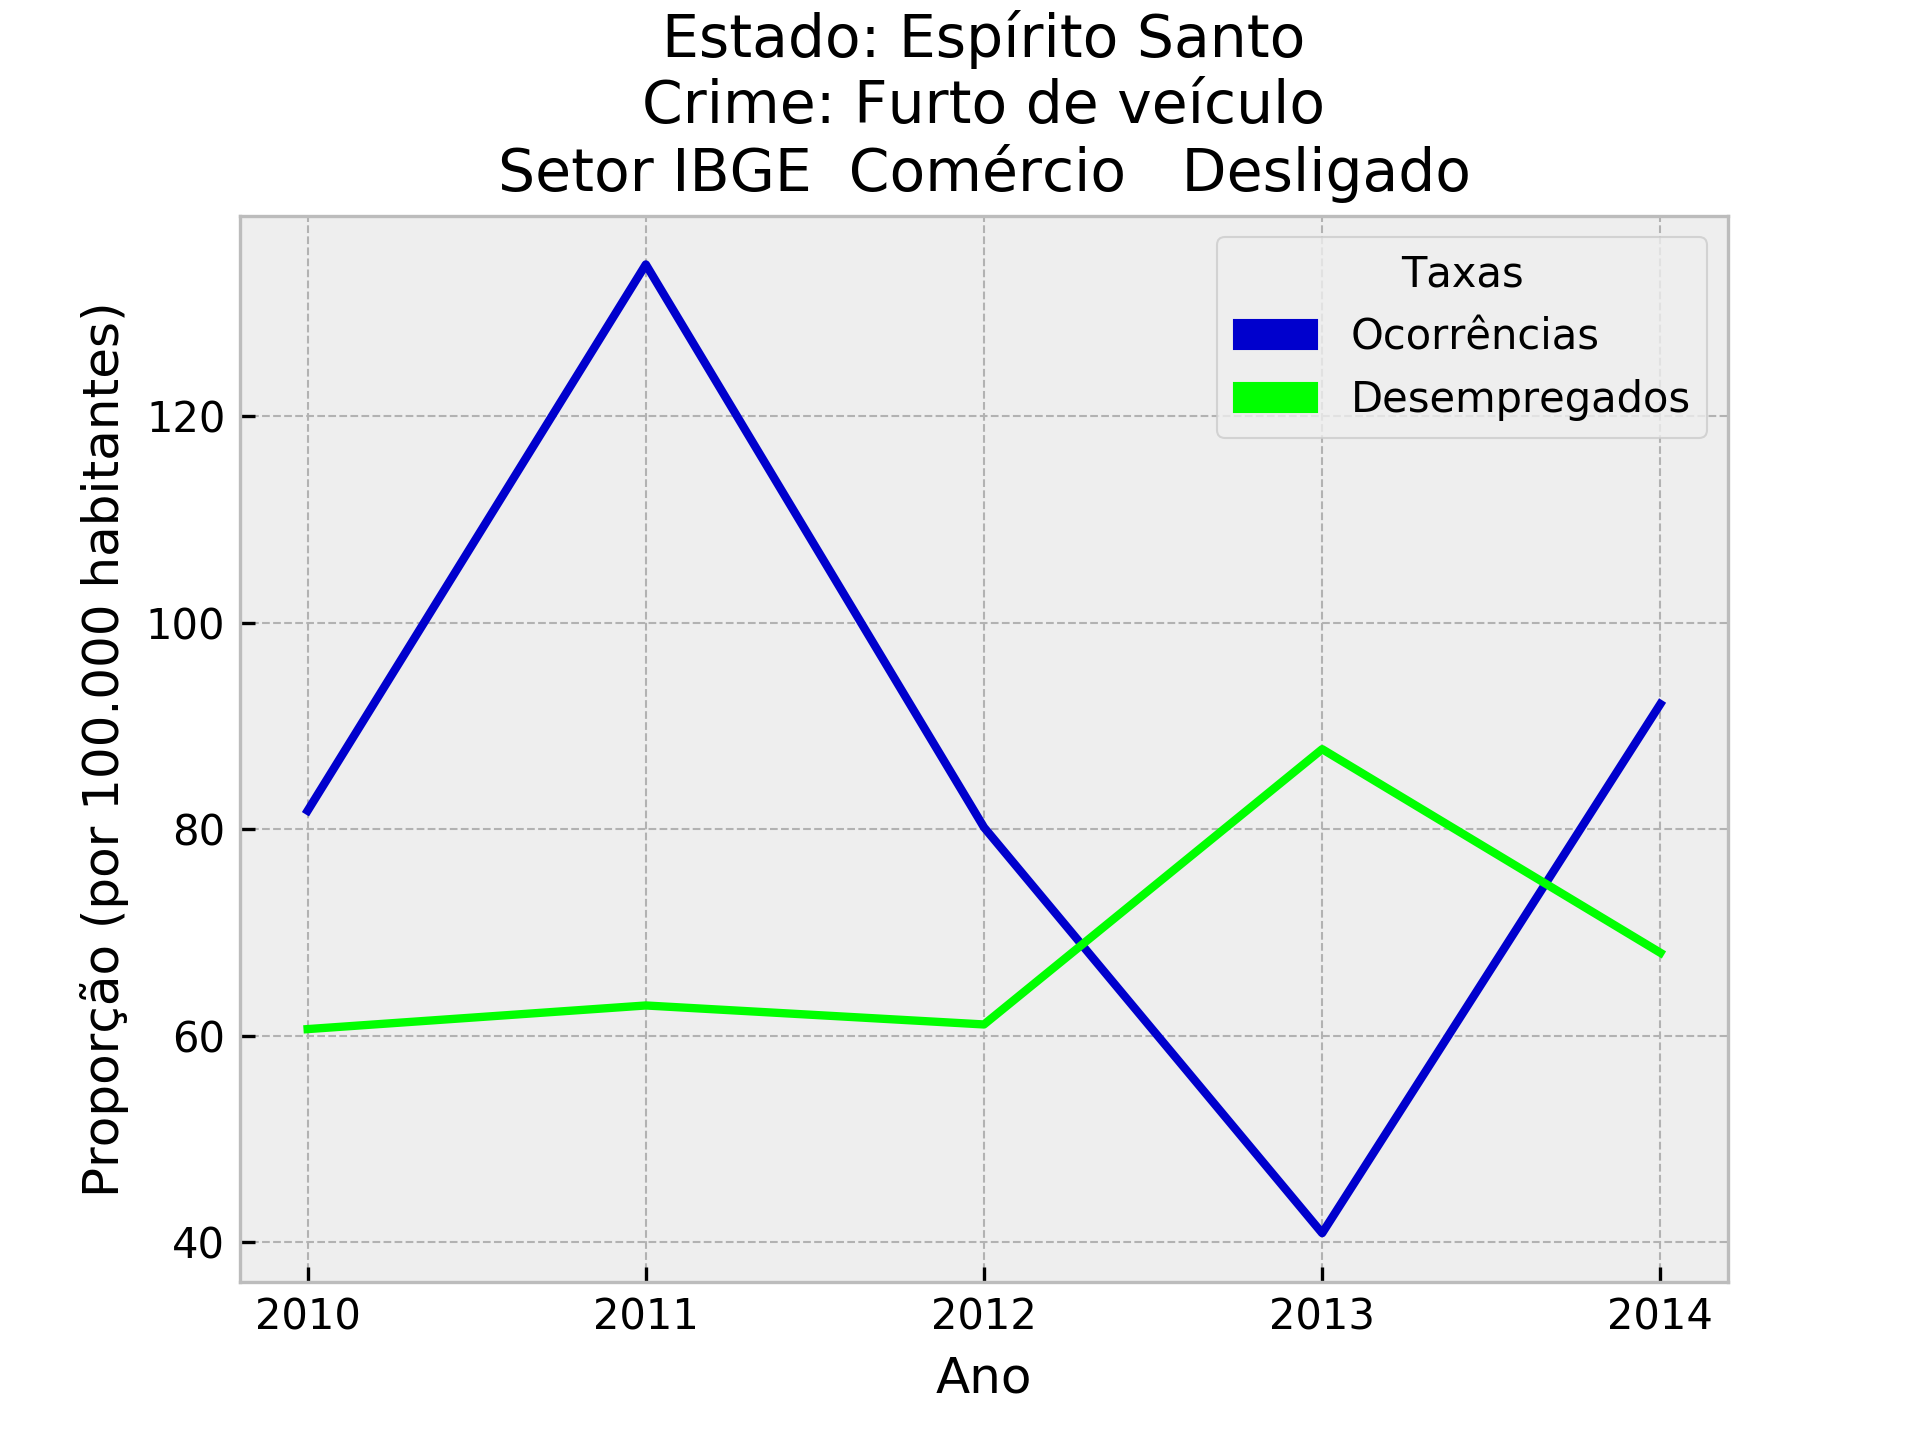 Estado: Espírito Santo
Crime: Furto de veículo
Setor IBGE  Comércio   Desligado
Taxas
Ocorrências
Desempregados
Proporção (por 100.000 habitantes)
120
100
80
60
40
2010
2011
2012
2013
2014
Ano